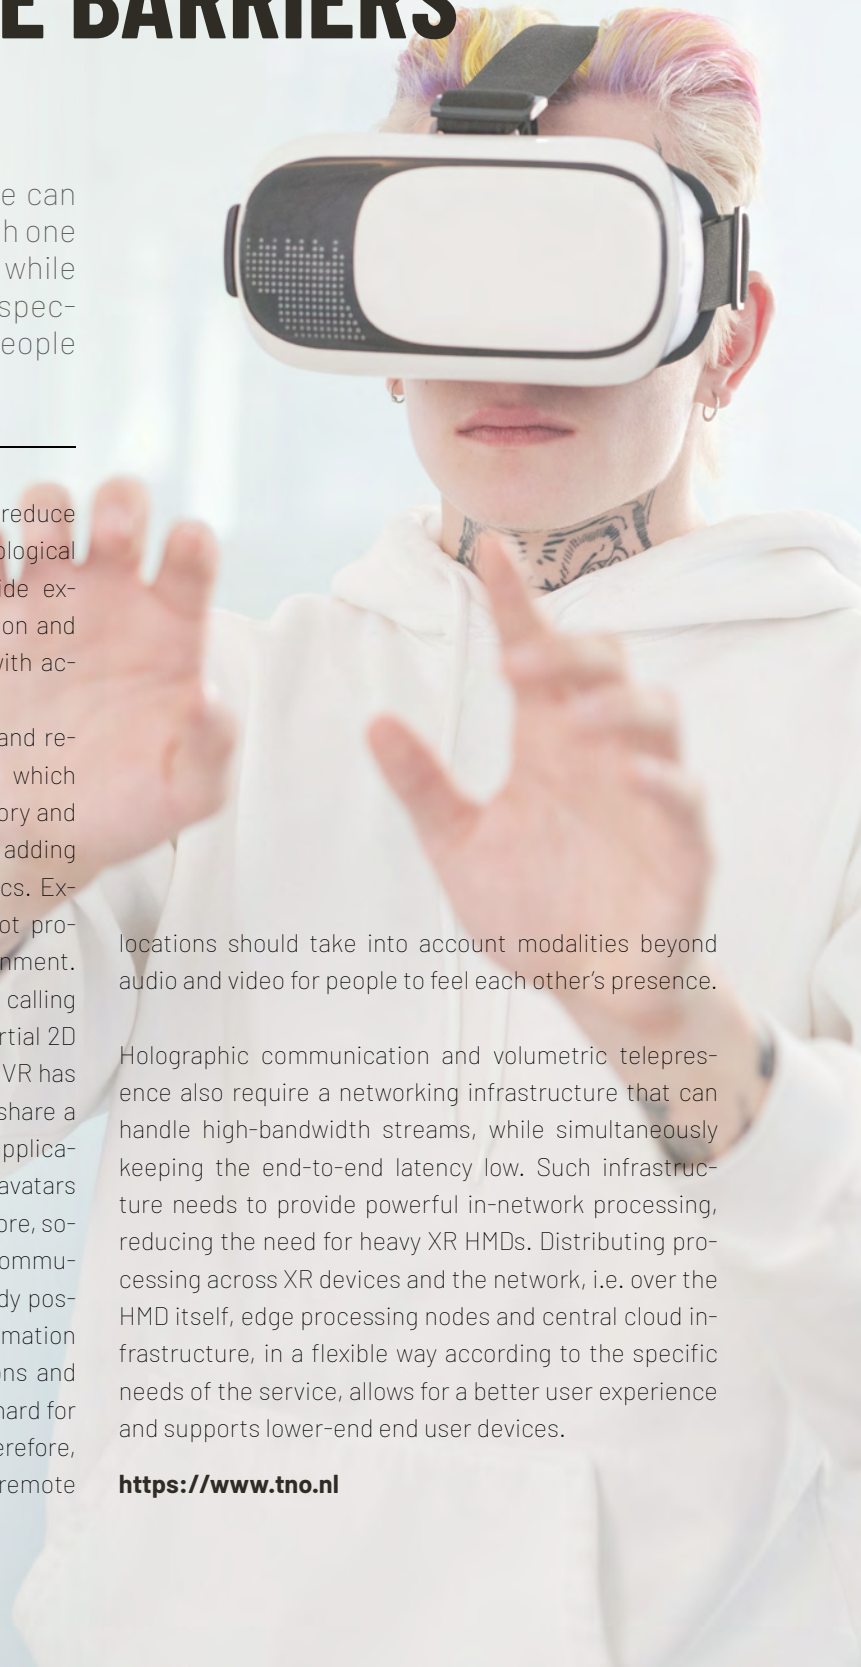 E BARRIERS
e can
h one
while
spec-
eople
reduce
ological
ide ex-
on and
with ac-
and re-
which
ory and
adding
cs. Ex-
ot pro-
nment.
calling
rtial 2D
VR has
share a
applica-
avatars
ore, so-
ommu-
dy pos-
mation
ons and
hard for
erefore,
remote
locations should take into account modalities beyond
audio and video for people to feel each other's presence.
Holographic communication and volumetric telepres-
ence also require a networking infrastructure that can
handle high-bandwidth streams, while simultaneously
keeping the end-to-end latency low. Such infrastruc-
ture needs to provide powerful in-network processing,
reducing the need for heavy XR HMDs. Distributing pro-
cessing across XR devices and the network, i.e. over the
HMD itself, edge processing nodes and central cloud in-
frastructure, in a flexible way according to the specific
needs of the service, allows for a better user experience
and supports lower-end end user devices.
https://www.tno.nl